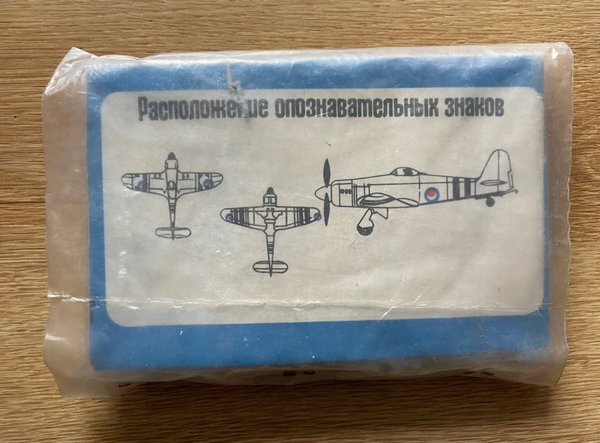 Расположение опознавательных знаков